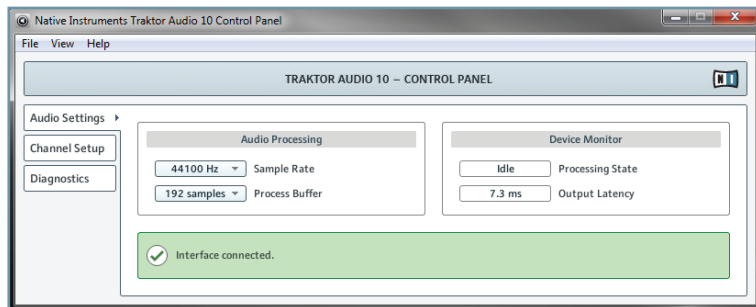 Native Instruments Traktor Audio 10 Control Panel
File View Help
TRAKTOR AUDIO 10 – CONTROL PANEL
NI
Audio Settings
Channel Setup
Diagnostics
Audio Processing
44100 Hz Sample Rate
192 samples Process Buffer
Device Monitor
Idle Processing State
7.3 ms Output Latency
Interface connected.